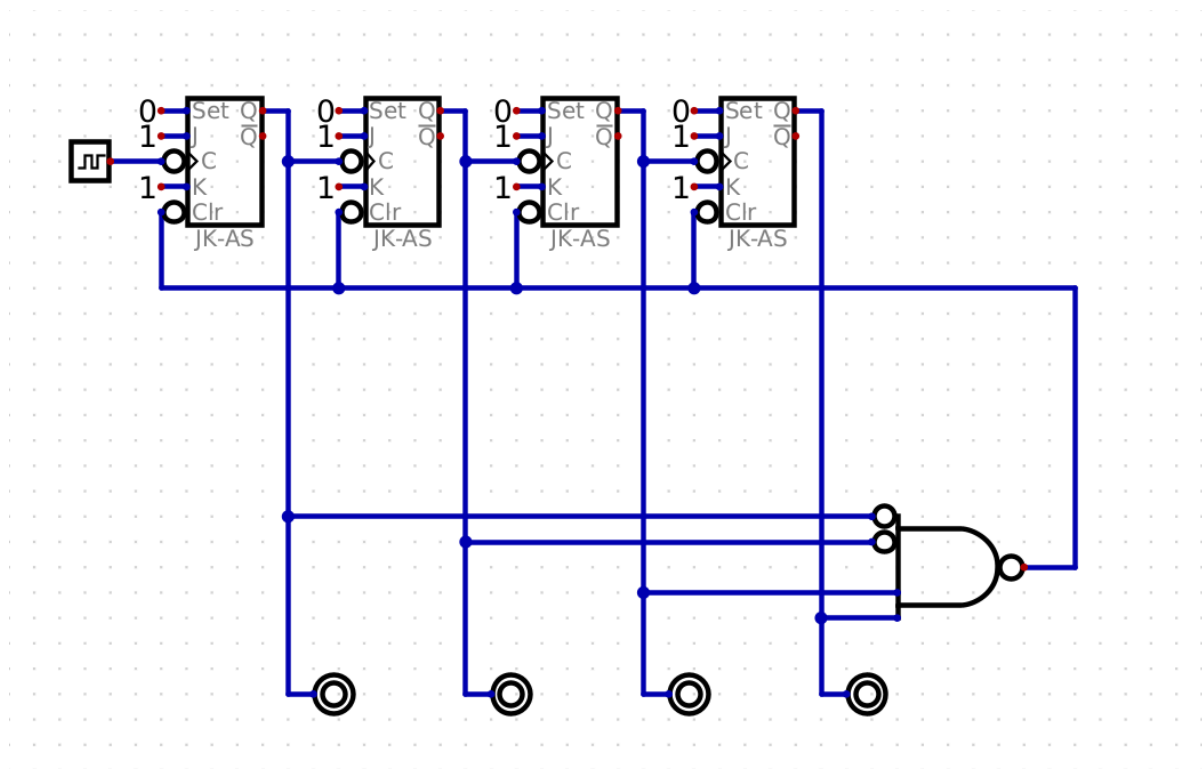 0 Set Q 0 Set Q 0 Set Q 0 Set Q
1 J Q̅ 1 J Q̅ 1 J Q̅ 1 J Q̅
C C C C
1 K 1 K 1 K 1 K
Clr Clr Clr Clr
JK-AS JK-AS JK-AS JK-AS